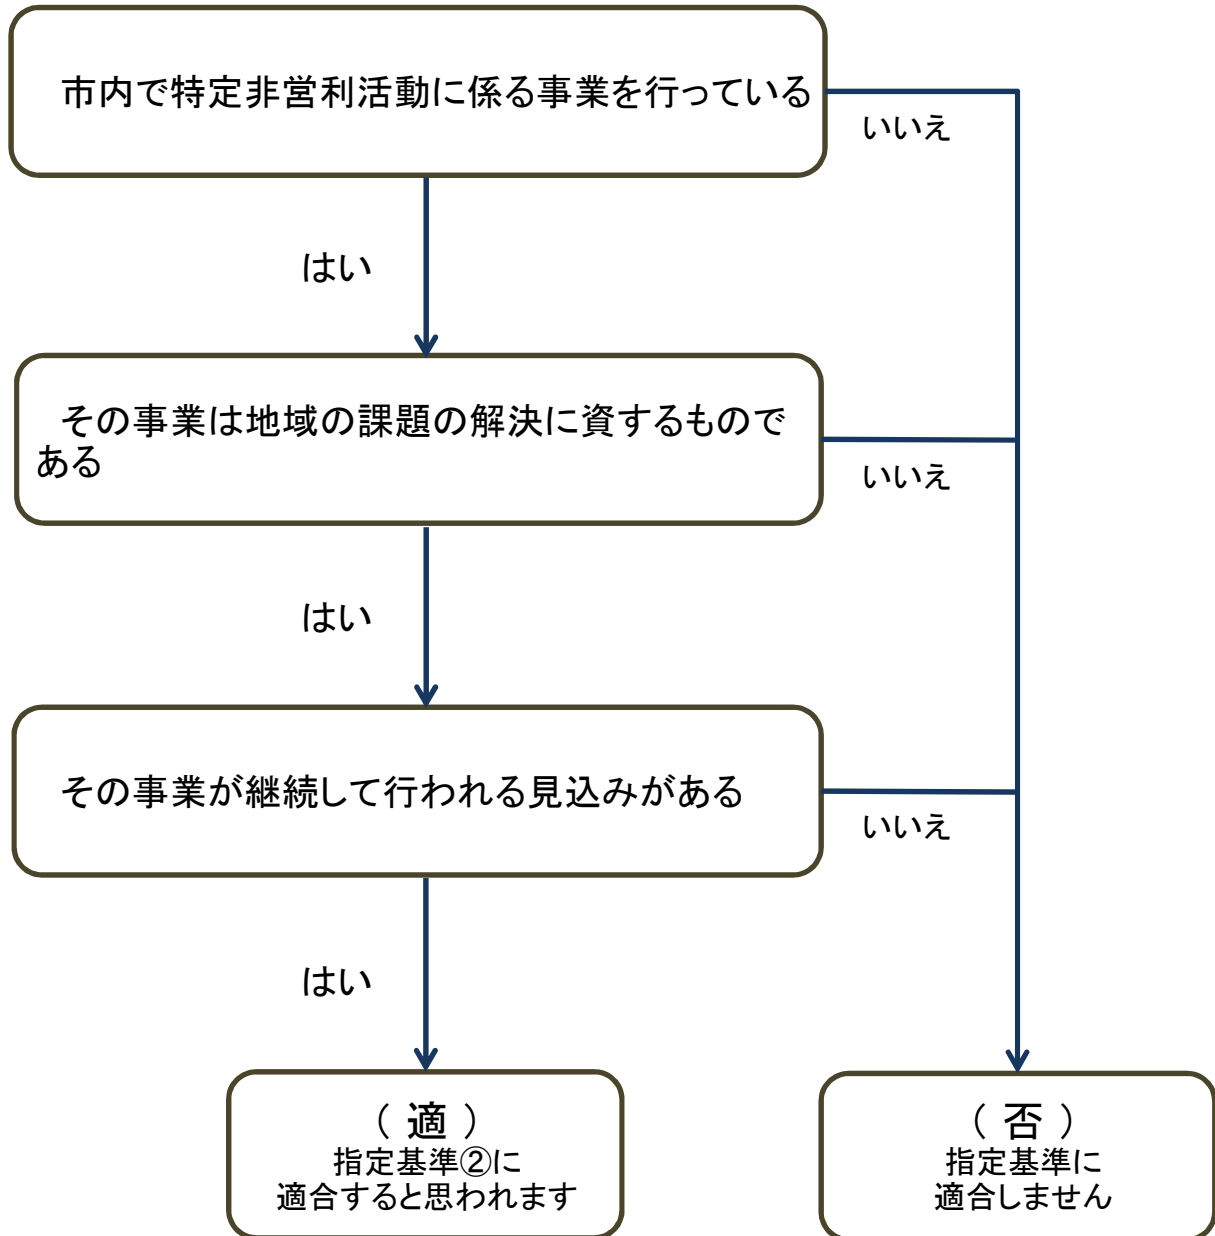 市内で特定非営利活動に係る事業を行っている
いいえ
はい
その事業は地域の課題の解決に資するもので
ある
いいえ
はい
その事業が継続して行われる見込みがある
いいえ
はい
（ 適 ）
指定基準②に
適合すると思われます
（ 否 ）
指定基準に
適合しません